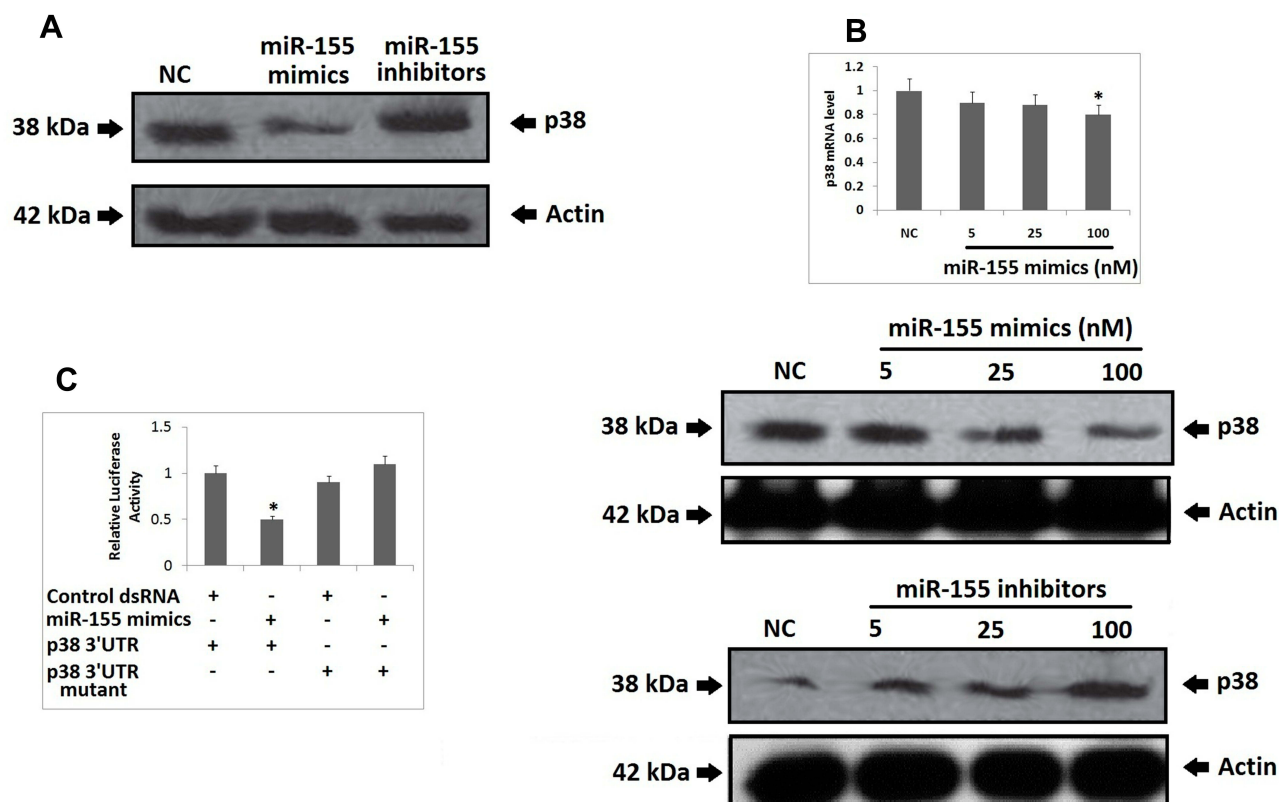 A
NC
miR-155 mimics
miR-155 inhibitors
38 kDa
p38
42 kDa
Actin
B
p38 mRNA level
1.2
1
0.8
0.6
0.4
0.2
0
*
NC 5 25 100
miR-155 mimics (nM)
miR-155 mimics (nM)
NC 5 25 100
38 kDa
p38
42 kDa
Actin
miR-155 inhibitors
NC 5 25 100
38 kDa
p38
42 kDa
Actin
C
Relative Luciferase
Activity
1.5
1
0.5
0
*
Control dsRNA + - + -
miR-155 mimics - + - +
p38 3'UTR + + - -
p38 3'UTR - - + +
mutant